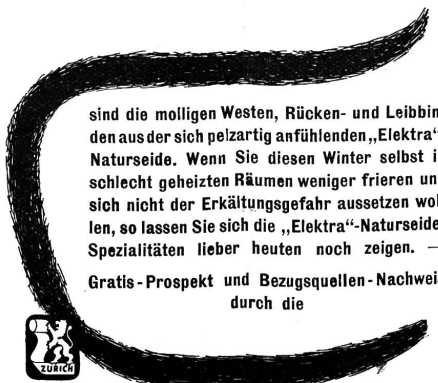 sind die molligen Westen, Rücken- und Leibbin
den aus der sich pelzartig anfühlenden „Elektra“
Naturseide. Wenn Sie diesen Winter selbst i
schlecht geheizten Räumen weniger frieren un
sich nicht der Erkältungsgefahr aussetzen wol
len, so lassen Sie sich die „Elektra“-Naturseide
Spezialitäten lieber heuten noch zeigen. —
Gratis-Prospekt und Bezugsquellen-Nachweis
durch die
ZURICH